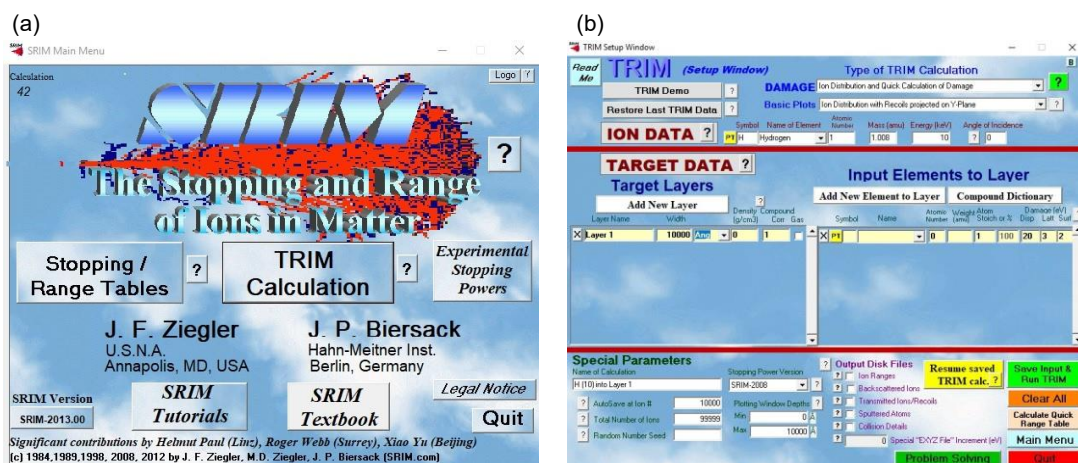 (a)
SRIM Main Menu
Calculation
42
Logo ?
SRIM
?
The Stopping and Range
of Ions in Matter
Stopping /
Range Tables
?
TRIM
Calculation
?
Experimental
Stopping
Powers
J. F. Ziegler
U.S.N.A.
Annapolis, MD, USA
J. P. Biersack
Hahn-Meitner Inst.
Berlin, Germany
SRIM Version
SRIM-2013.00
SRIM
Tutorials
SRIM
Textbook
Legal Notice
Quit
Significant contributions by Helmut Paul (Linz), Roger Webb (Surrey), Xiao Yu (Beijing)
(c) 1984,1989,1998, 2008, 2012 by J. F. Ziegler, M.D. Ziegler, J. P. Biersack (SRIM.com)
(b)
TRIM Setup Window
Read
Me
TRIM (Setup Window)
Type of TRIM Calculation
B
TRIM Demo ?
DAMAGE Ion Distribution and Quick Calculation of Damage ?
Restore Last TRIM Data ?
Basic Plots Ion Distribution with Recoils projected on Y-Plane ?
ION DATA ?
Symbol Name of Element Atomic Number Mass (amu) Energy (keV) Angle of Incidence
PT H Hydrogen 1 1.008 10 ? 0
TARGET DATA ?
Target Layers
Input Elements to Layer
Add New Layer ?
Add New Element to Layer Compound Dictionary
Layer Name Width Density (g/cm3) Compound Corr Gas
Symbol Name Atomic Number Weight (amu) Atom Stoich or % Damage (eV) Disp Latt Surf
X Layer 1 10000 Ang 0 1
X PT 0 1 100 20 3 2
Special Parameters
Name of Calculation
H (10) into Layer 1
Stopping Power Version
SRIM-2008 ?
? AutoSave at Ion # 10000
? Total Number of Ions 99999
? Random Number Seed
Plotting Window Depths ?
Min 0 Å
Max 10000 Å
? Output Disk Files
? Ion Ranges
? Backscattered Ions
? Transmitted Ions/Recoils
? Sputtered Atoms
? Collision Details
? 0 Special "EXYZ File" Increment (eV)
Resume saved
TRIM calc. ?
Save Input &
Run TRIM
Clear All
Calculate Quick
Range Table
Main Menu
Problem Solving
Quit